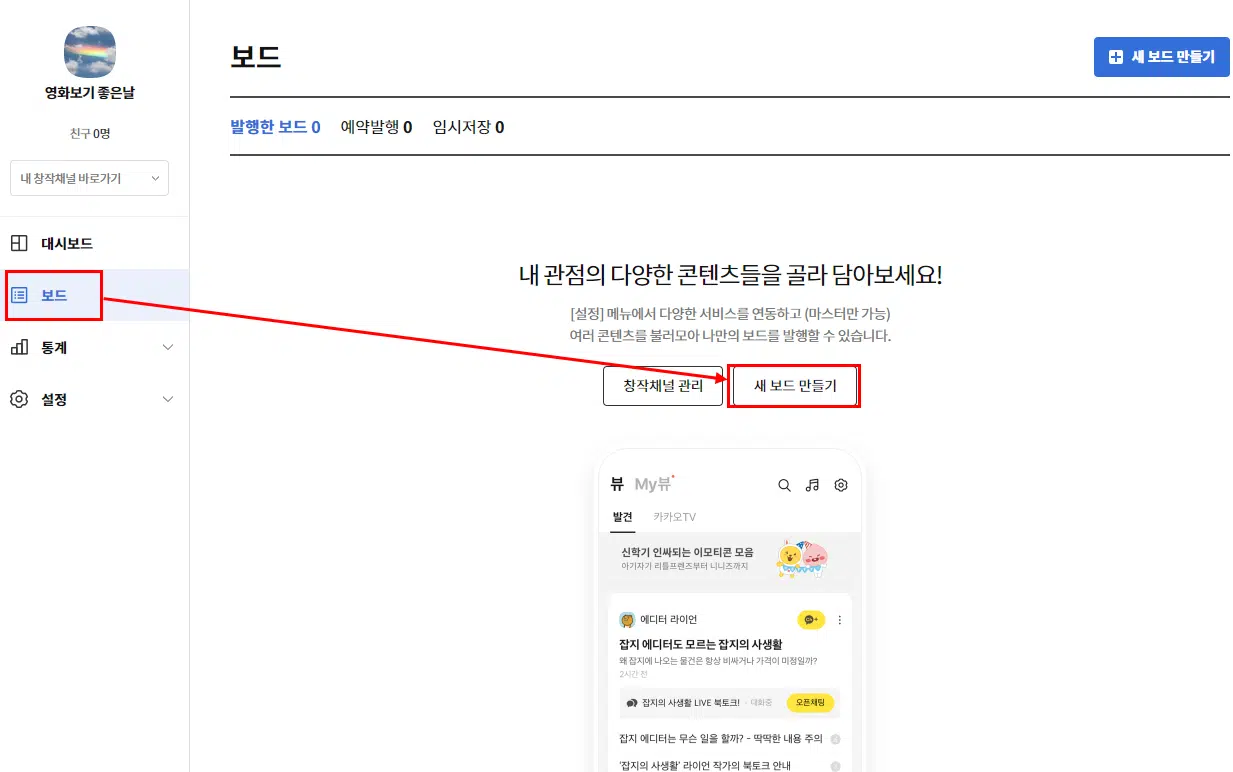 영화보기 좋은날
친구 0명
내 창작채널 바로가기
대시보드
보드
통계
설정
보드
새 보드 만들기
발행한 보드 0 예약발행 0 임시저장 0
내 관점의 다양한 콘텐츠들을 골라 담아보세요!
[설정] 메뉴에서 다양한 서비스를 연동하고 (마스터만 가능)
여러 콘텐츠를 불러모아 나만의 보드를 발행할 수 있습니다.
창작채널 관리 새 보드 만들기
뷰 My뷰
발견 카카오TV
신학기 인싸되는 이모티콘 모음
아기자기 리틀프렌즈부터 니니즈까지
에디터 라이언
잡지 에디터도 모르는 잡지의 사생활
왜 잡지에 나오는 물건은 항상 비싸거나 가격이 미정일까?
2시간 전
잡지의 사생활 LIVE 북토크! · 대화중 오픈채팅
잡지 에디터는 무슨 일을 할까? - 딱딱한 내용 주의
'잡지의 사생활' 라이언 작가의 북토크 안내